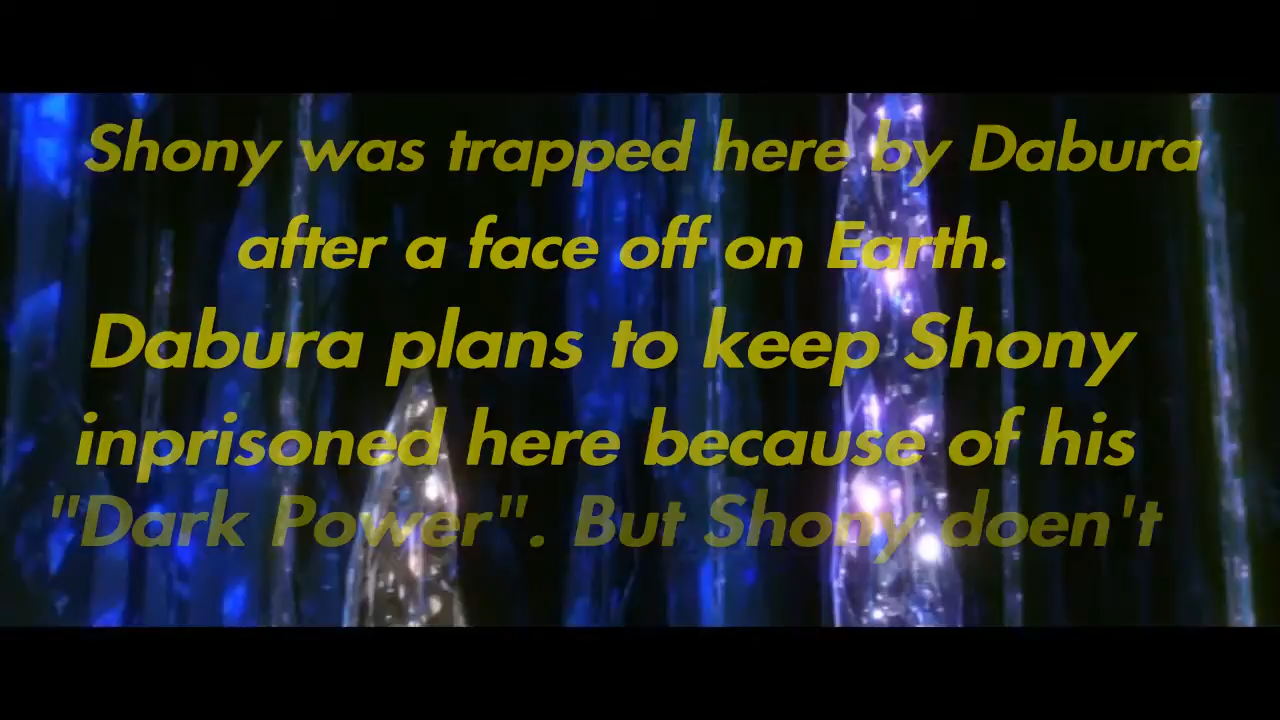 Shony was trapped here by Dabura
after a face off on Earth.
Dabura plans to keep Shony
inprisoned here because of his
"Dark Power". But Shony doen't